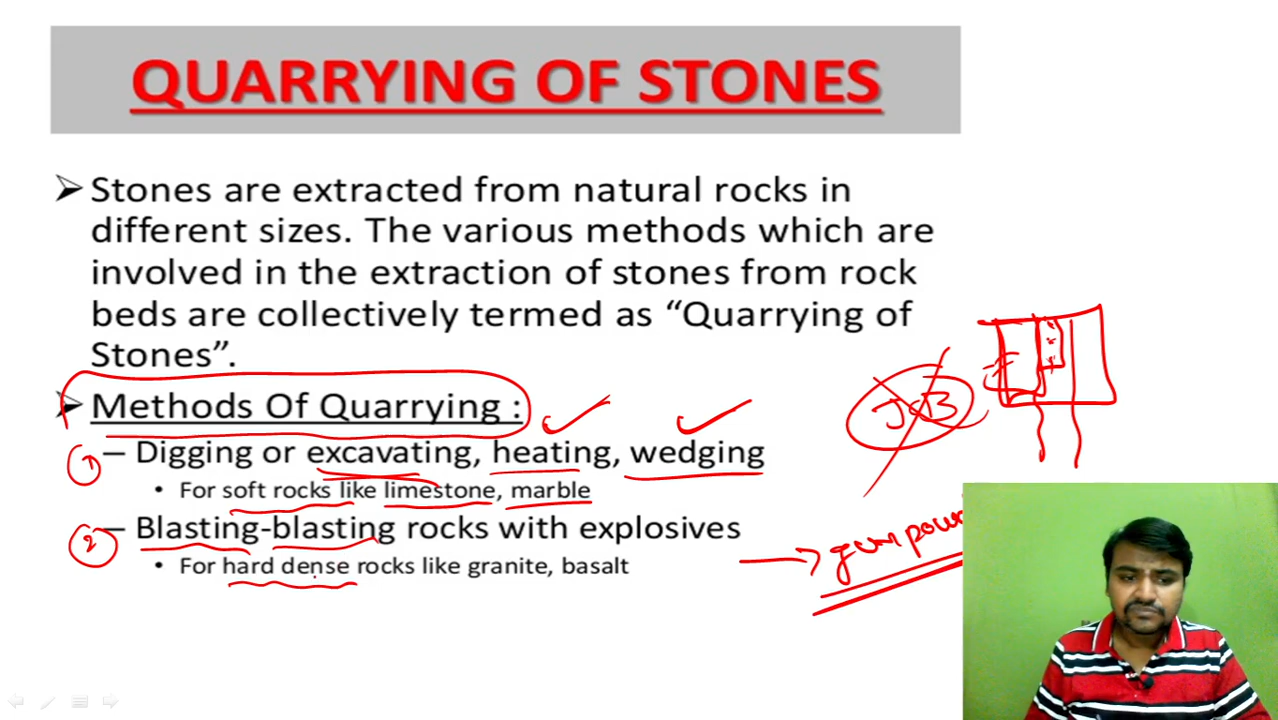 QUARRYING OF STONES
➢ Stones are extracted from natural rocks in
different sizes. The various methods which are
involved in the extraction of stones from rock
beds are collectively termed as “Quarrying of
Stones”.
➢ Methods Of Quarrying :
1 – Digging or excavating, heating, wedging
• For soft rocks like limestone, marble
2 – Blasting-blasting rocks with explosives
• For hard dense rocks like granite, basalt
JCB
gun